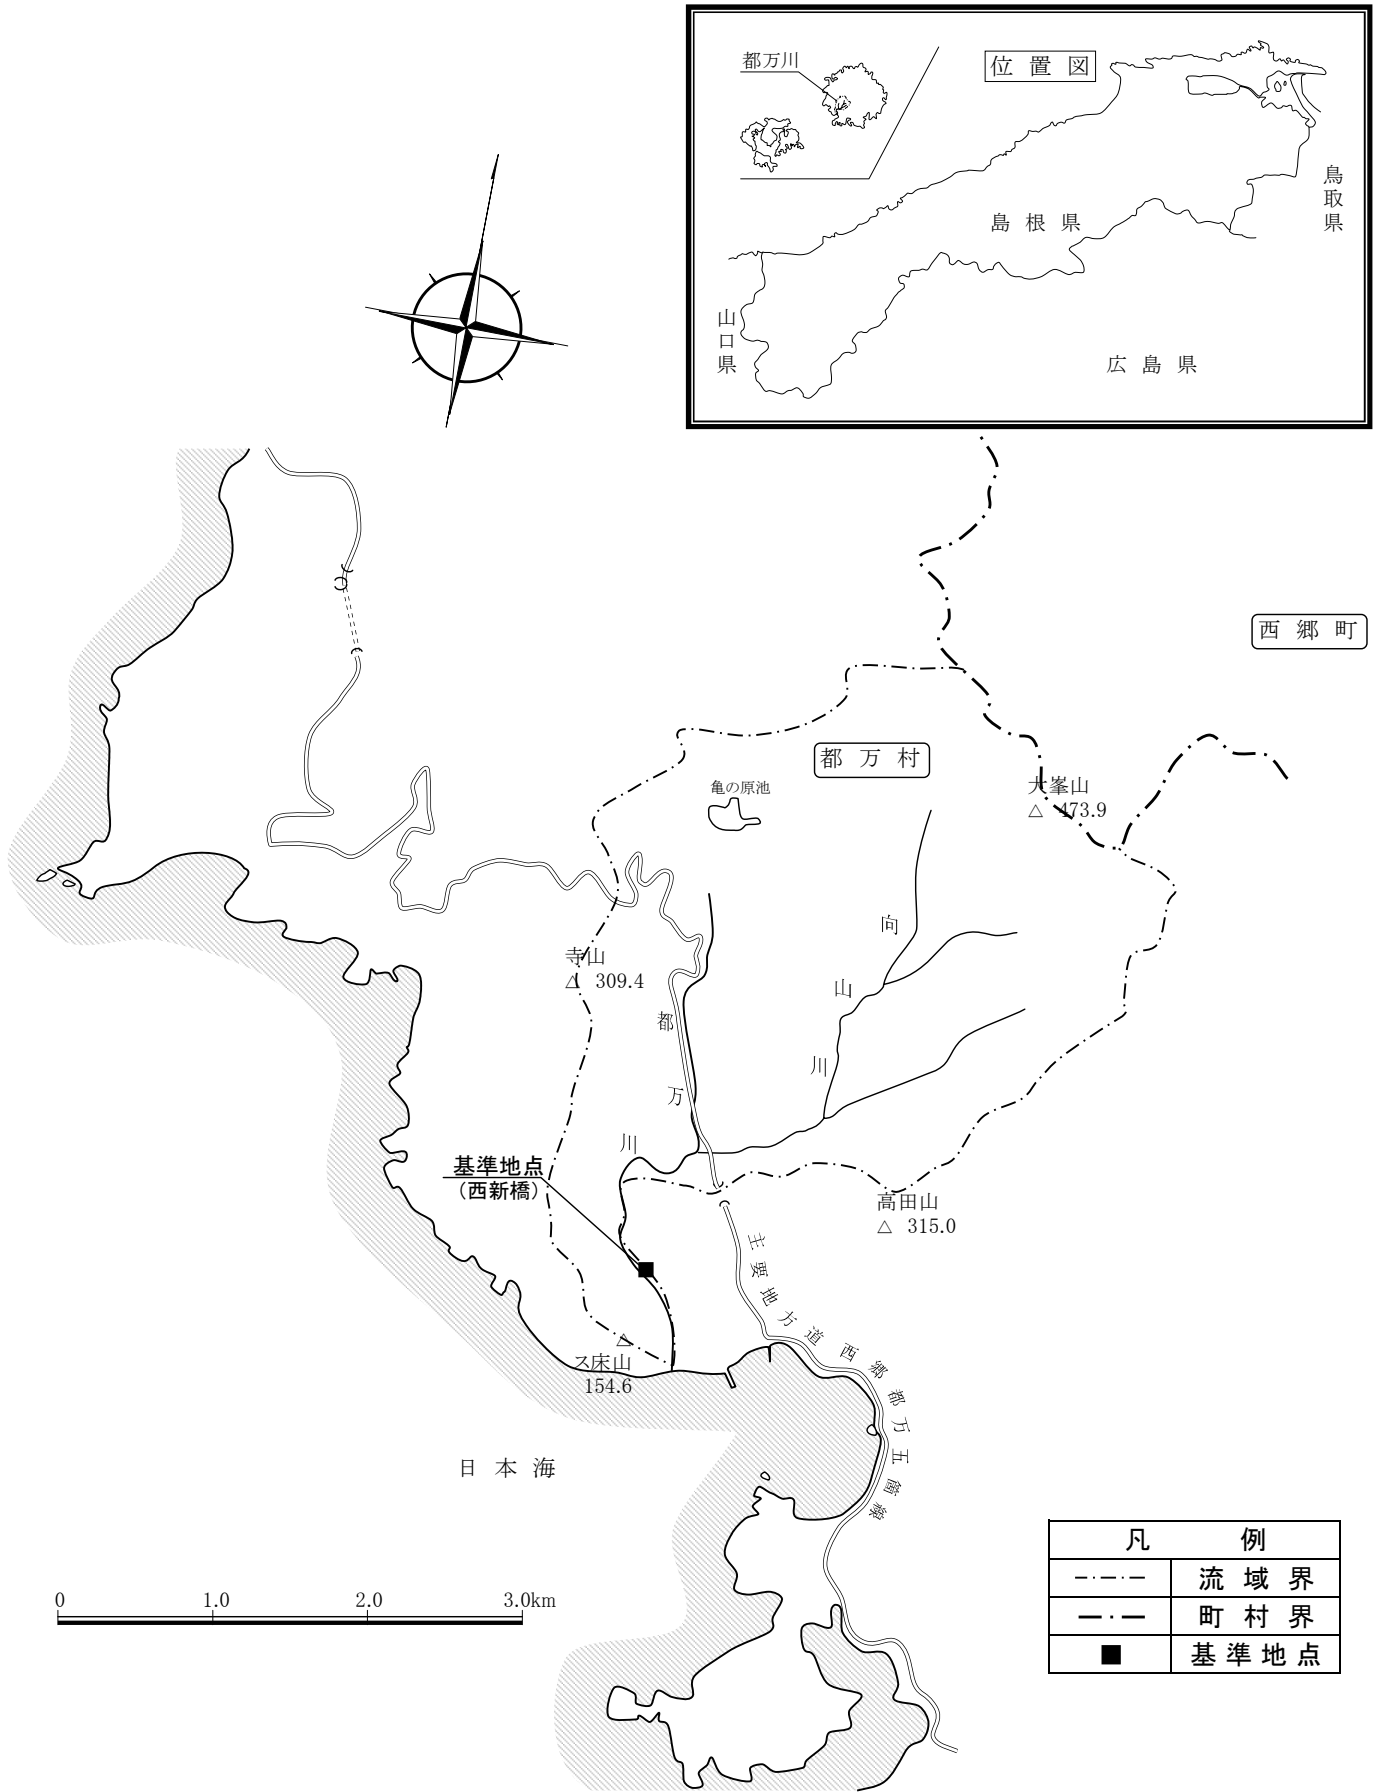 位置図
都万川
島根県
鳥取県
山口県
広島県
西郷町
都万村
亀の原池
大峯山
△ 473.9
向山川
寺山
△ 309.4
都万川
基準地点
（西新橋）
高田山
△ 315.0
主要地方道西郷都万五箇線
△
ス床山
154.6
日本海
0 1.0 2.0 3.0km
凡例
流域界
町村界
■ 基準地点